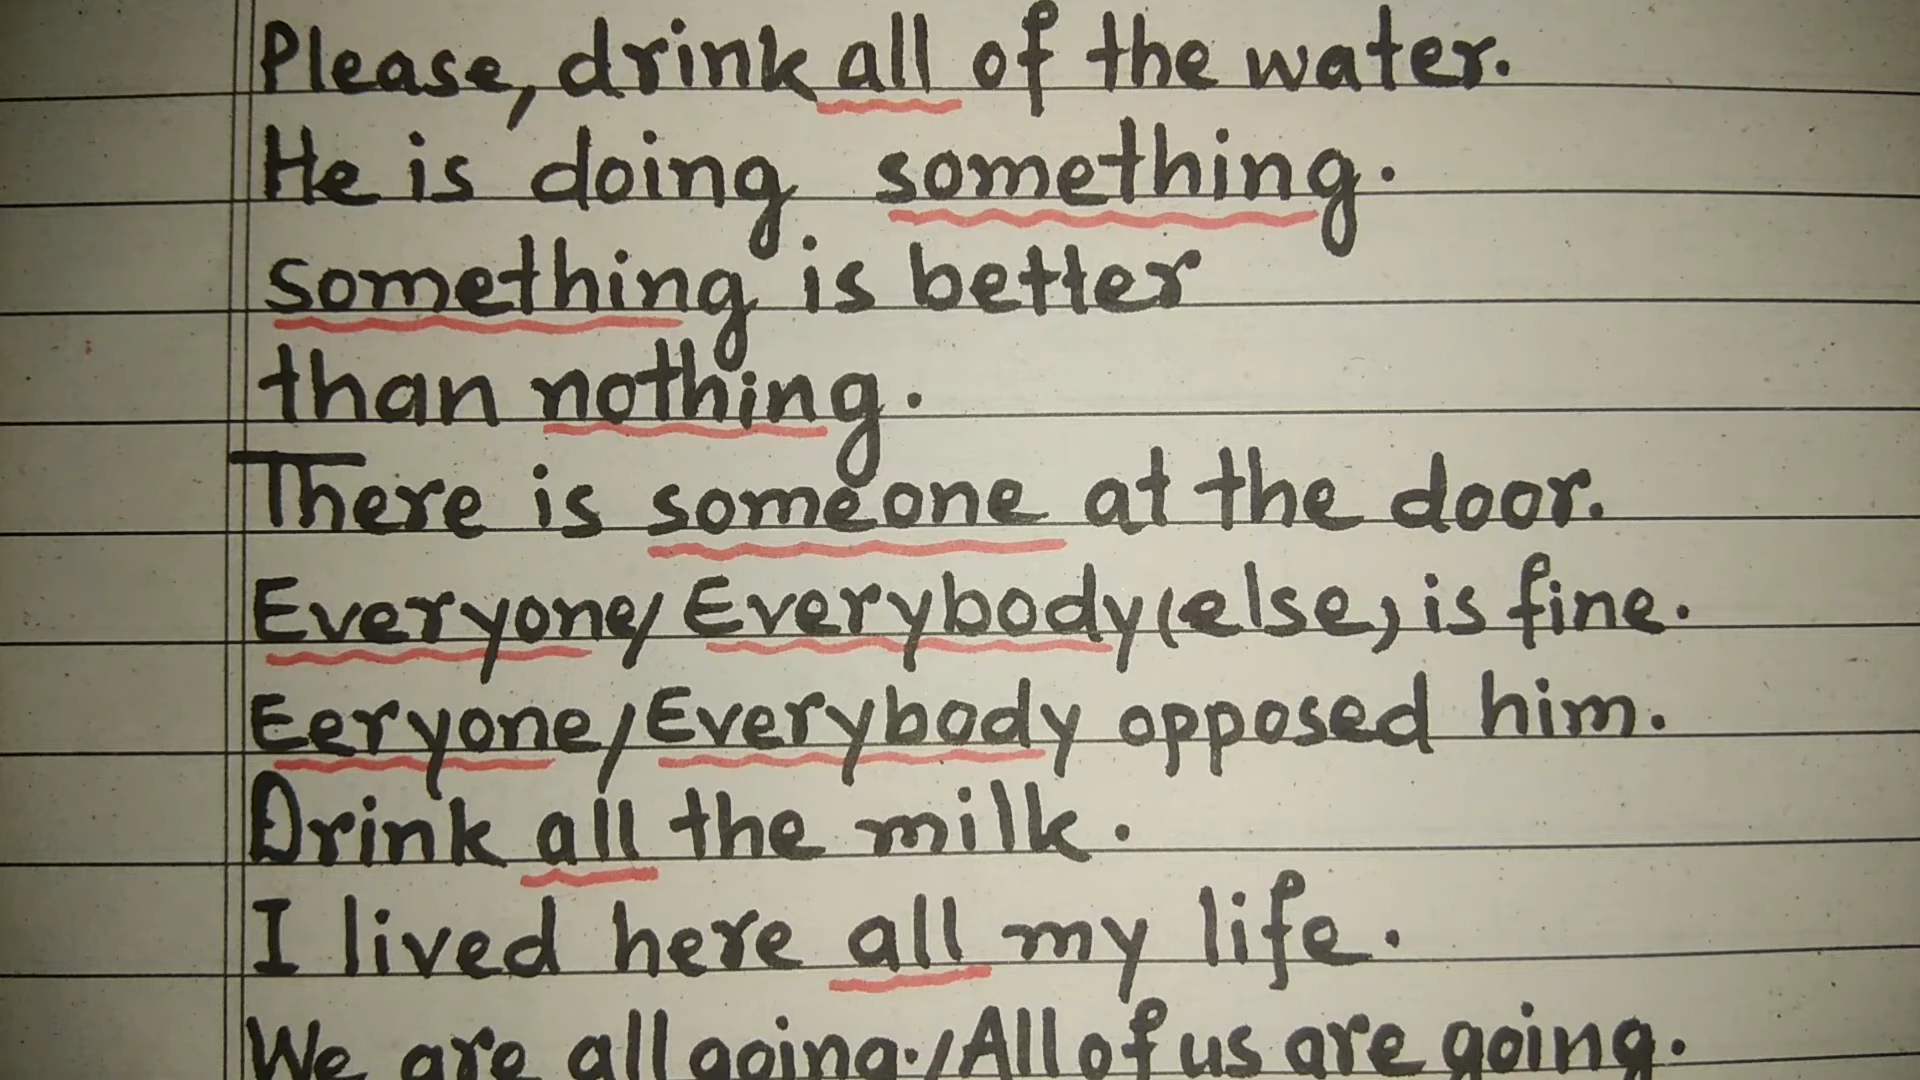 Please, drink all of the water.
He is doing something.
something is better
than nothing.
There is someone at the door.
Everyone/ Everybody (else) is fine.
Eeryone/Everybody opposed him.
Drink all the milk.
I lived here all my life.
We are all going./All of us are going.